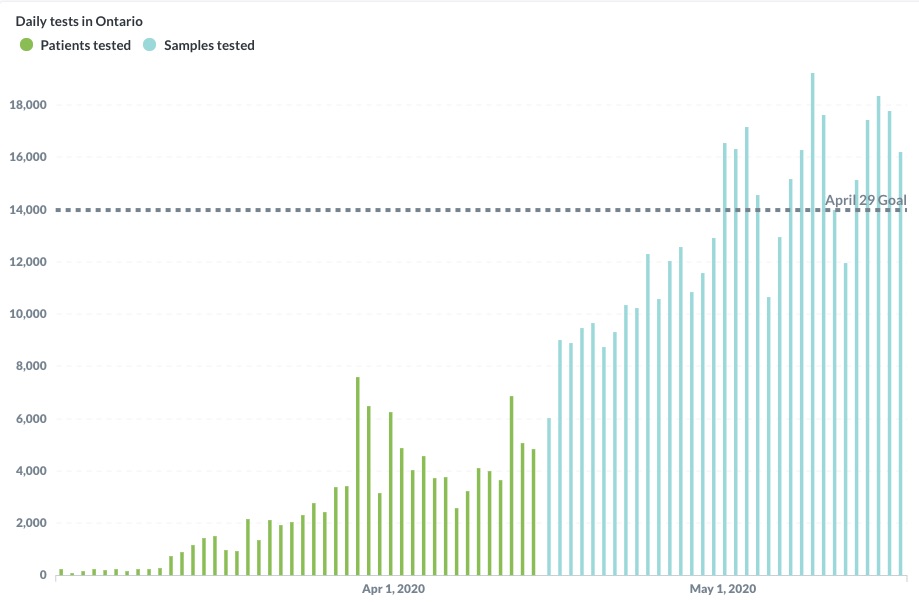 Daily tests in Ontario
Patients tested Samples tested
18,000
16,000
14,000
April 29 Goal
12,000
10,000
8,000
6,000
4,000
2,000
0
Apr 1, 2020 May 1, 2020